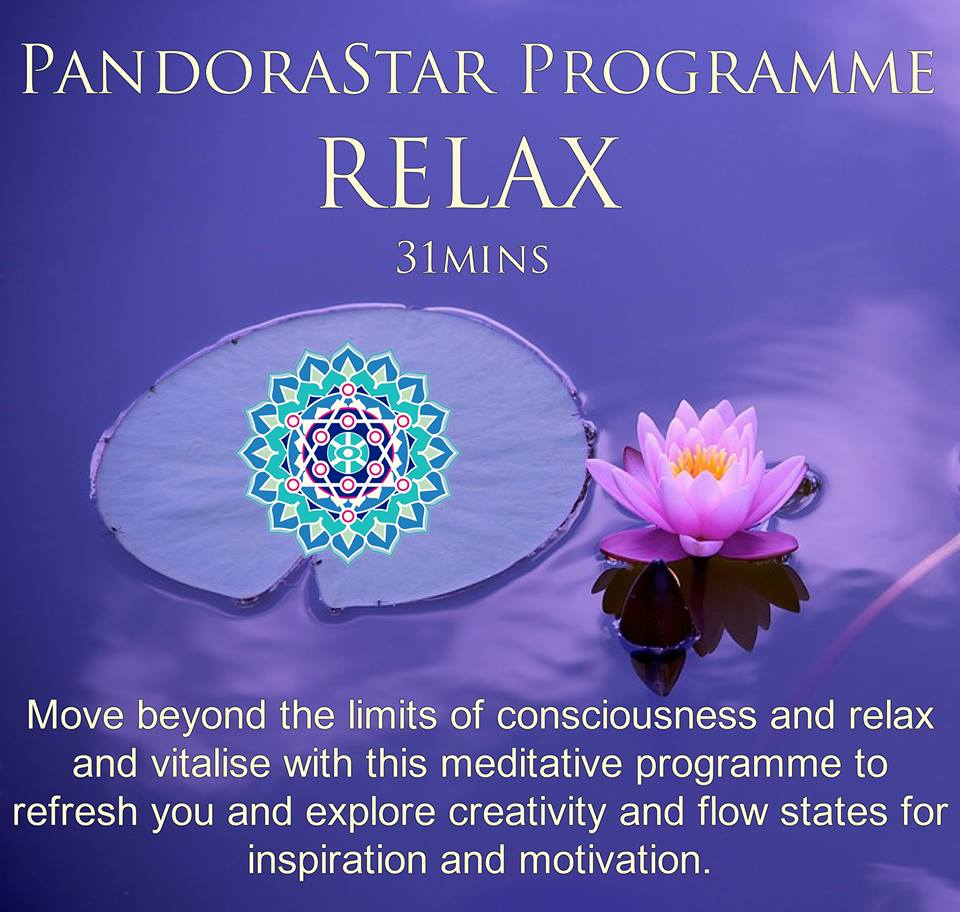 PandoraStar Programme
RELAX
31mins
Move beyond the limits of consciousness and relax
and vitalise with this meditative programme to
refresh you and explore creativity and flow states for
inspiration and motivation.